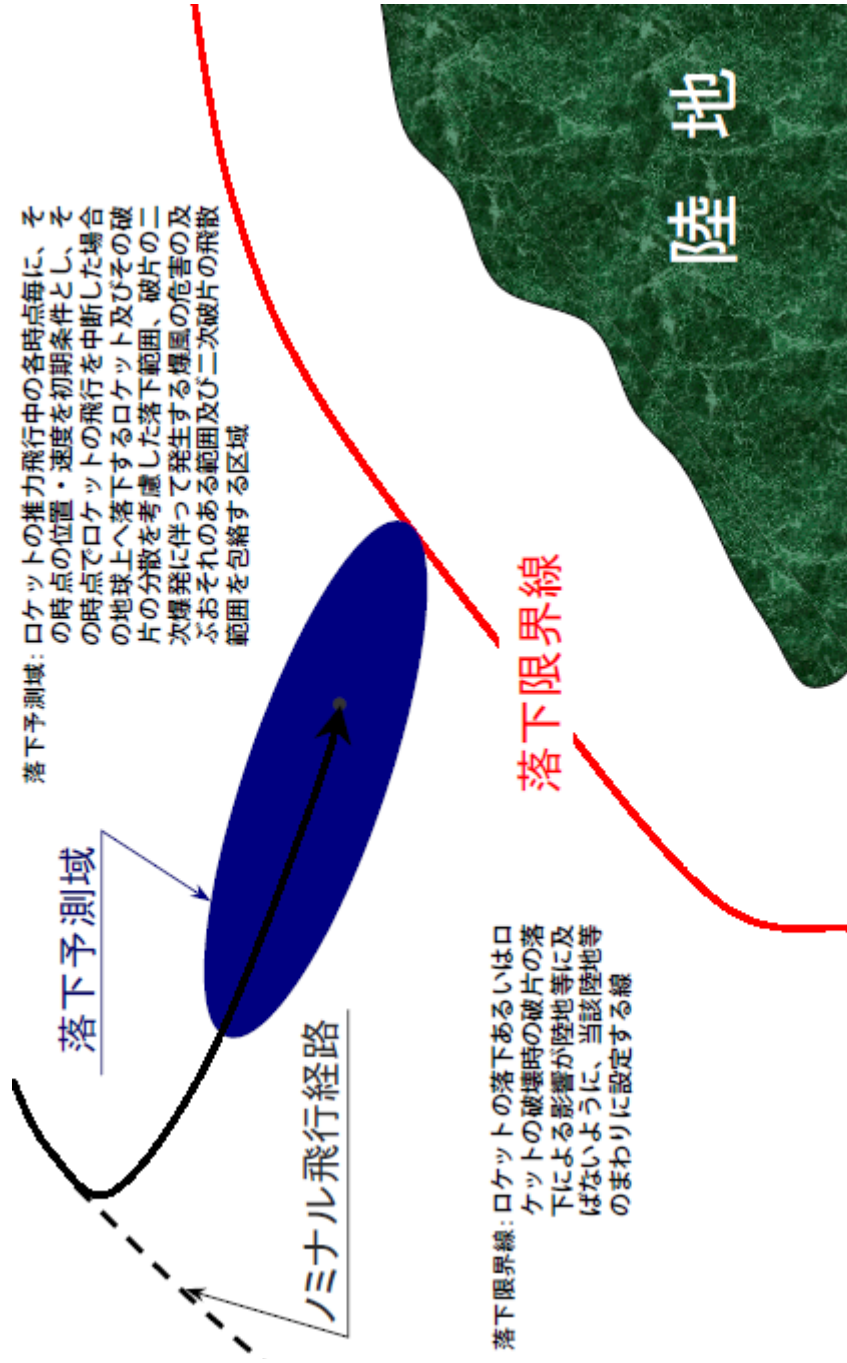 落下予測域: ロケットの推力飛行中の各時点毎に、そ
の時点の位置・速度を初期条件とし、そ
の時点でロケットの飛行を中断した場合
の地球上へ落下するロケット及びその破
片の分散を考慮した落下範囲、破片の二
次爆発に伴って発生する爆風の危害の及
ぶおそれのある範囲及び二次破片の飛散
範囲を包絡する区域
落下予測域
ノミナル飛行経路
落下限界線
陸 地
落下限界線: ロケットの落下あるいはロ
ケットの破壊時の破片の落
下による影響が陸地等に及
ばないように、当該陸地等
のまわりに設定する線